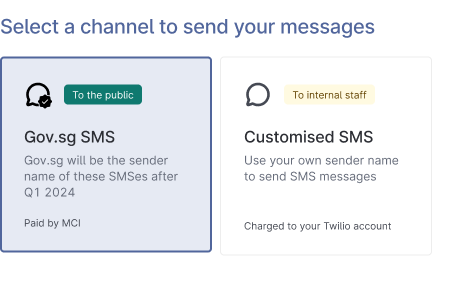 Select a channel to send your messages
To the public
Gov.sg SMS
Gov.sg will be the sender
name of these SMSes after
Q1 2024
Paid by MCI
To internal staff
Customised SMS
Use your own sender name
to send SMS messages
Charged to your Twilio account